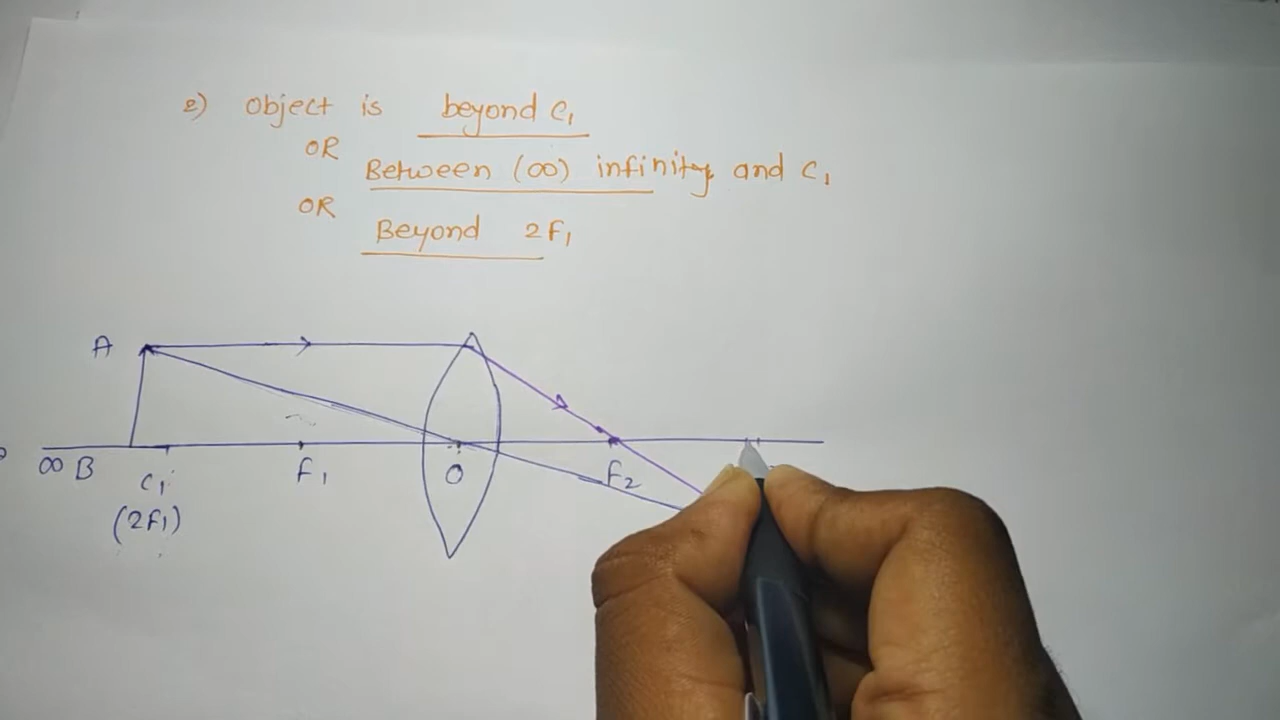 2) Object is beyond C₁
OR
Between (∞) infinity and C₁
OR
Beyond 2F₁
A
∞ B C₁ F₁ O F₂
(2F₁)